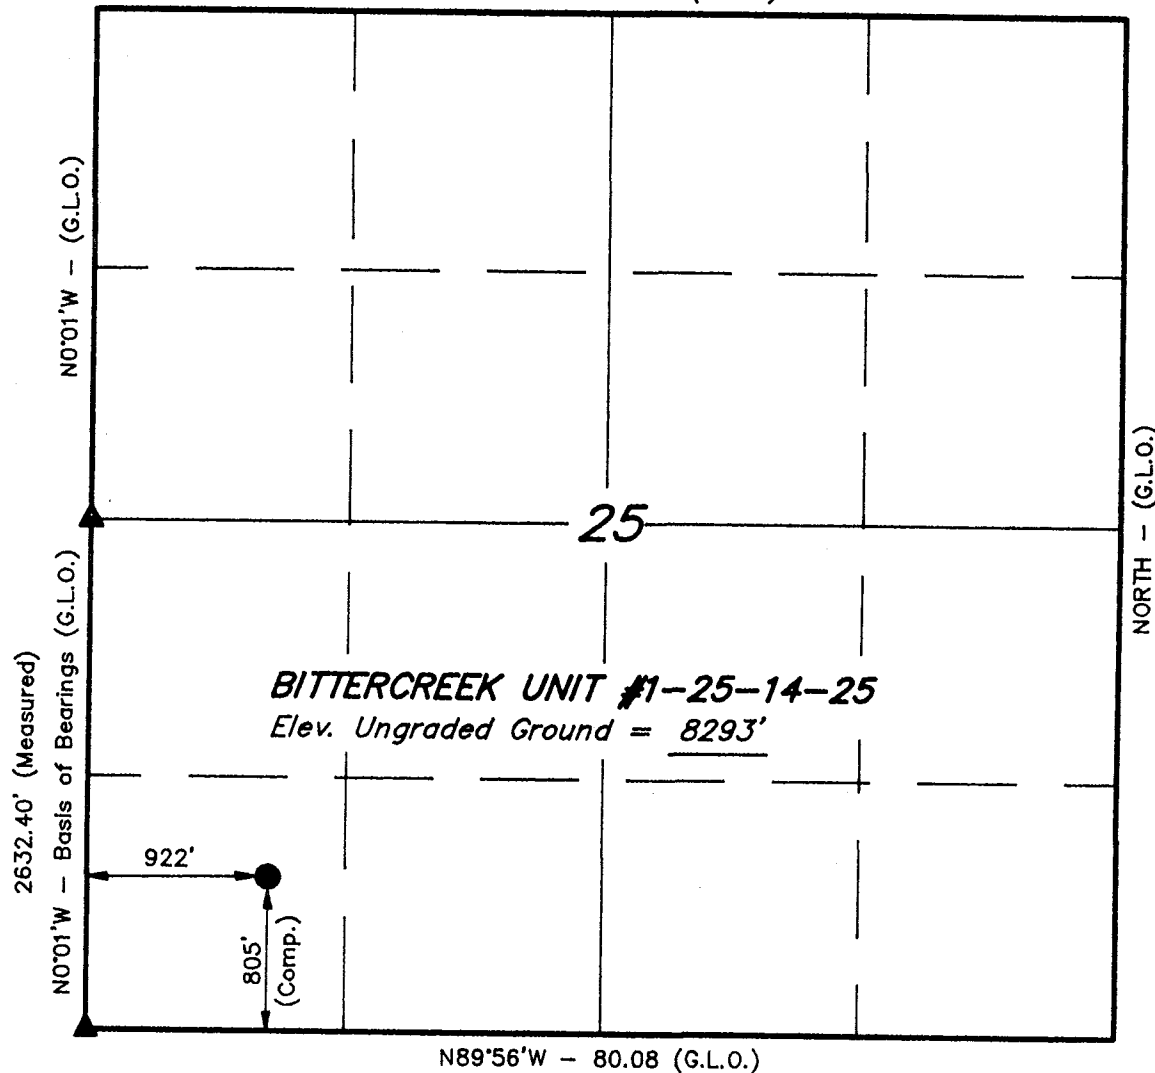 N0°01'W – (G.L.O.)
25
NORTH – (G.L.O.)
2632.40' (Measured)
N0°01'W – Basis of Bearings (G.L.O.)
BITTERCREEK UNIT #1-25-14-25
Elev. Ungraded Ground = 8293'
922'
805'
(Comp.)
N89°56'W – 80.08 (G.L.O.)